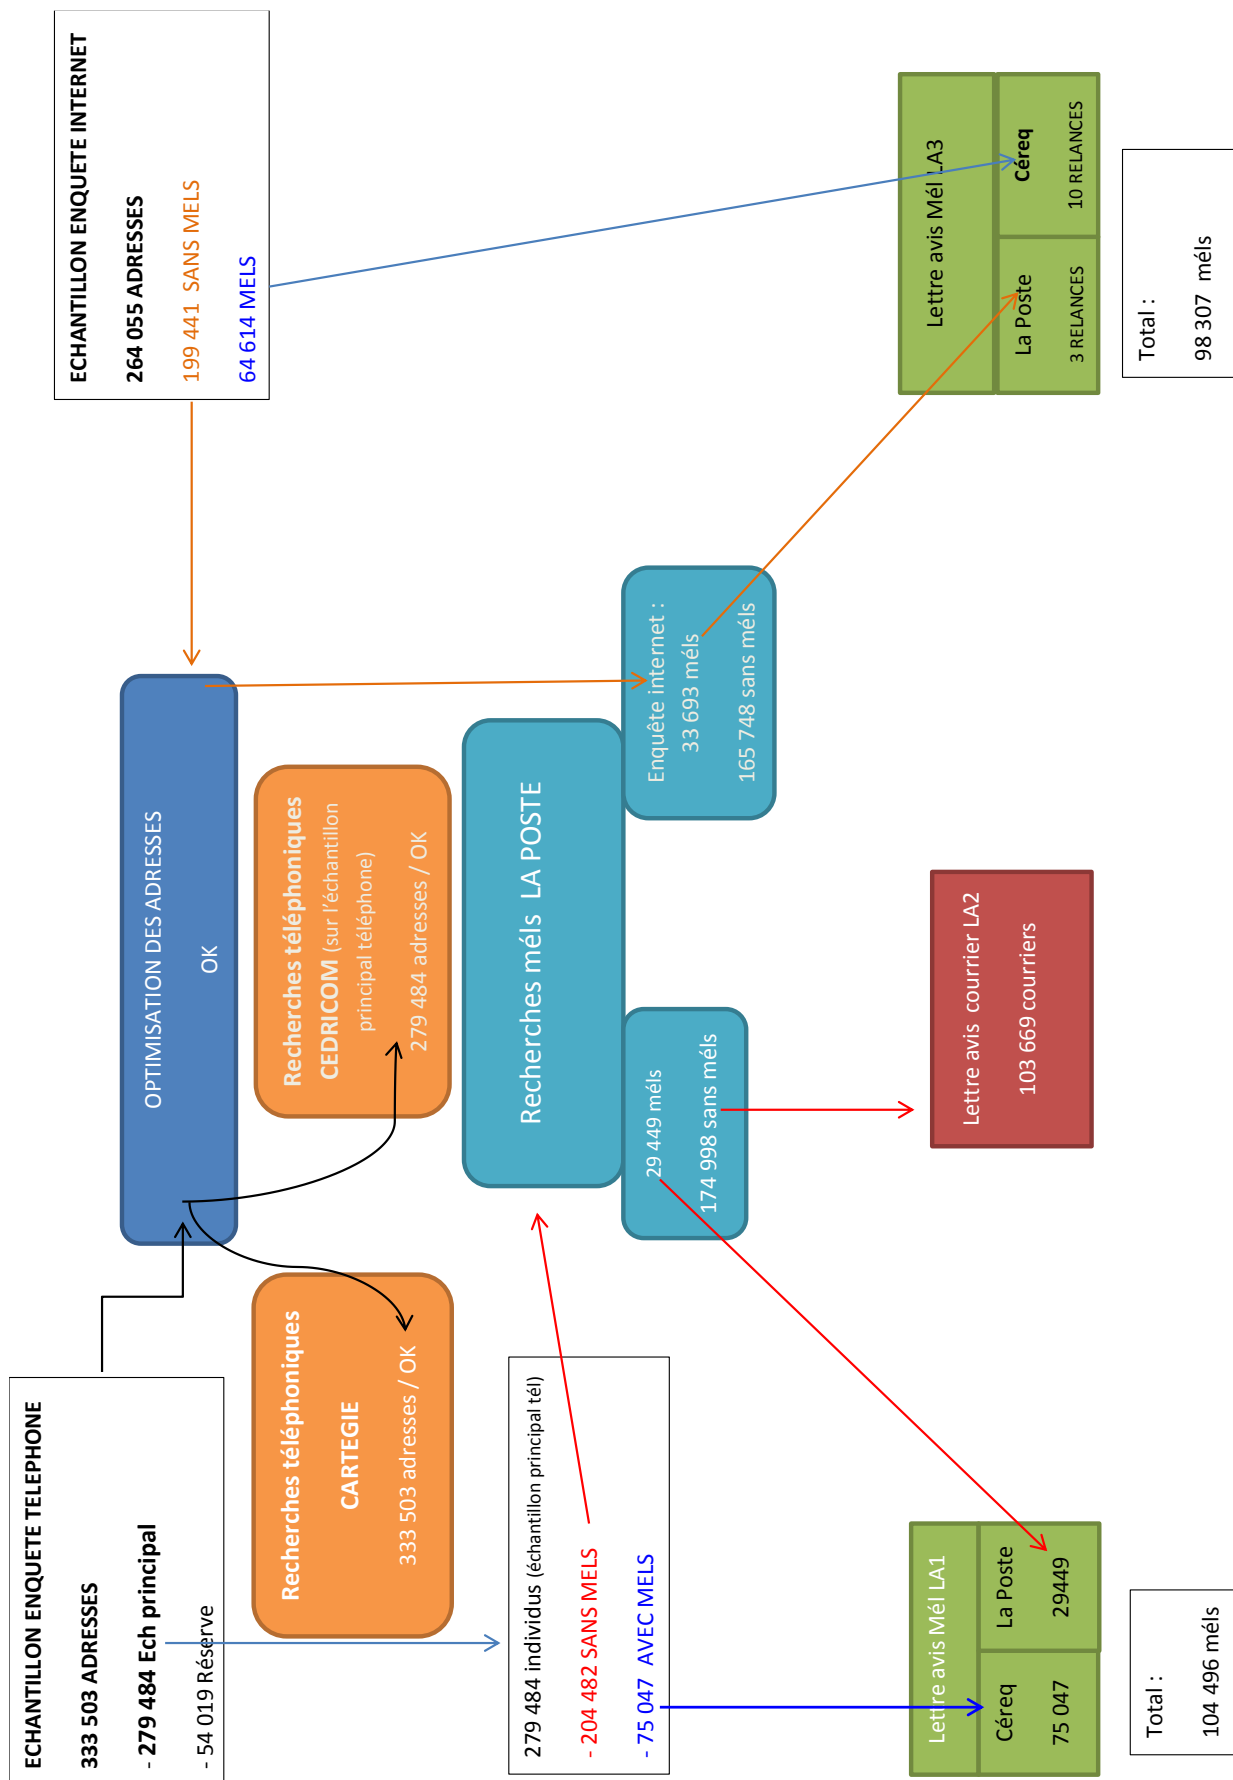 ECHANTILLON ENQUETE TELEPHONE
333 503 ADRESSES
- 279 484 Ech principal
- 54 019 Réserve
OPTIMISATION DES ADRESSES
OK
ECHANTILLON ENQUETE INTERNET
264 055 ADRESSES
199 441 SANS MELS
64 614 MELS
Recherches téléphoniques
CARTEGIE
333 503 adresses / OK
Recherches téléphoniques
CEDRICOM (sur l'échantillon
principal téléphone)
279 484 adresses / OK
279 484 individus (échantillon principal tél)
- 204 482 SANS MELS
- 75 047 AVEC MELS
Recherches méls LA POSTE
29 449 méls
174 998 sans méls
Enquête internet :
33 693 méls
165 748 sans méls
Lettre avis Mél LA1
Céreq
75 047
La Poste
29449
Total :
104 496 méls
Lettre avis courrier LA2
103 669 courriers
Lettre avis Mél LA3
La Poste
3 RELANCES
Céreq
10 RELANCES
Total :
98 307 méls